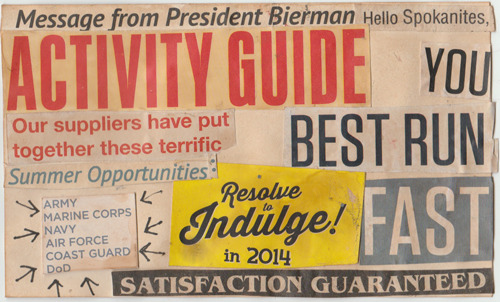 Message from President Bierman Hello Spokanites,
ACTIVITY GUIDE
YOU
BEST RUN
FAST
Our suppliers have put
together these terrific
Summer Opportunities:
ARMY
MARINE CORPS
NAVY
AIR FORCE
COAST GUARD
DoD
Resolve
to
Indulge!
in 2014
SATISFACTION GUARANTEED